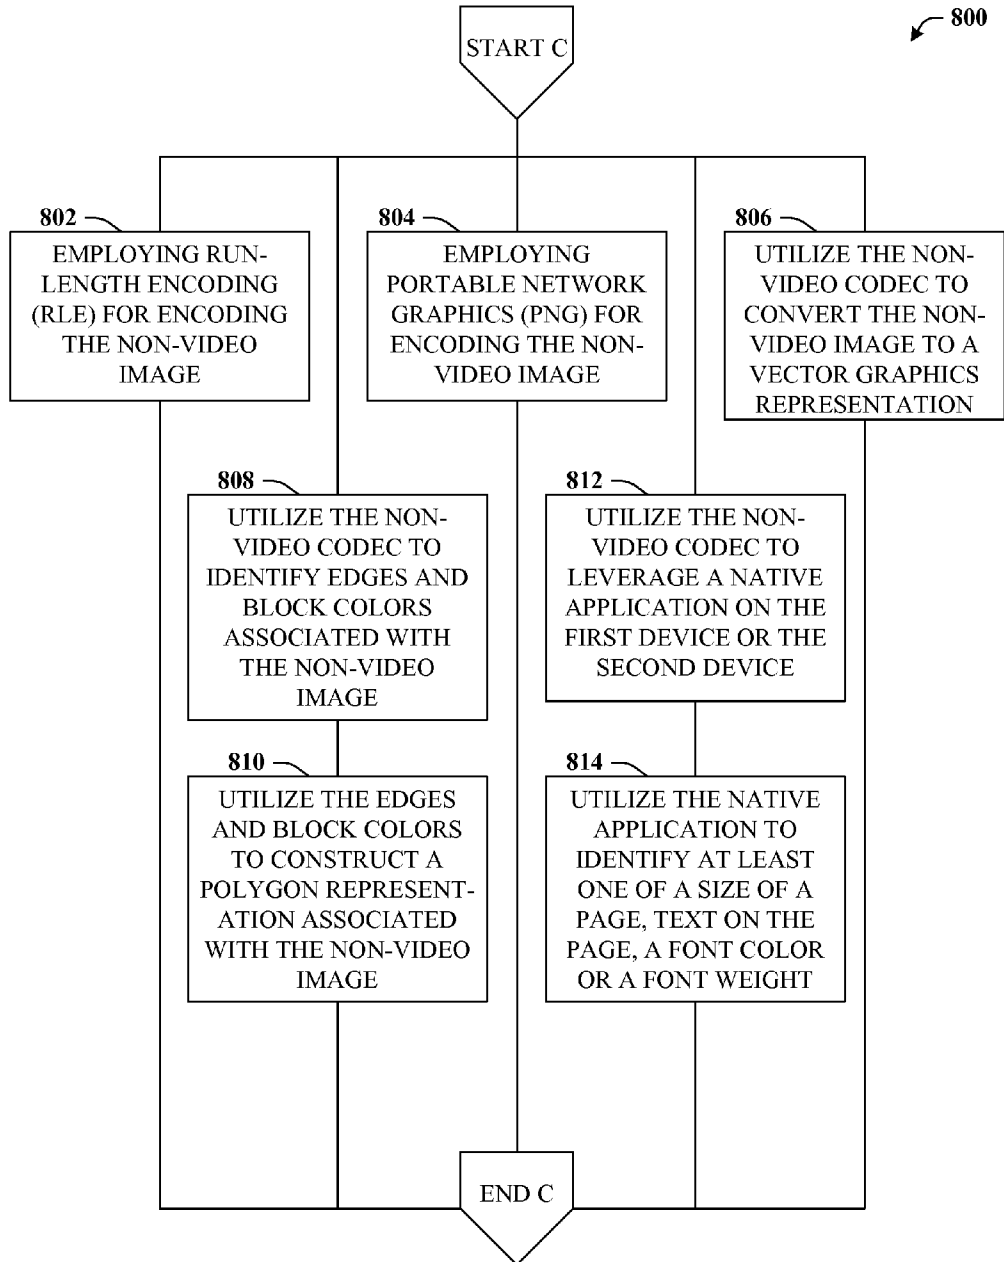 START C
800
802
EMPLOYING RUN-
LENGTH ENCODING
(RLE) FOR ENCODING
THE NON-VIDEO
IMAGE
804
EMPLOYING
PORTABLE NETWORK
GRAPHICS (PNG) FOR
ENCODING THE NON-
VIDEO IMAGE
806
UTILIZE THE NON-
VIDEO CODEC TO
CONVERT THE NON-
VIDEO IMAGE TO A
VECTOR GRAPHICS
REPRESENTATION
808
UTILIZE THE NON-
VIDEO CODEC TO
IDENTIFY EDGES AND
BLOCK COLORS
ASSOCIATED WITH
THE NON-VIDEO
IMAGE
812
UTILIZE THE NON-
VIDEO CODEC TO
LEVERAGE A NATIVE
APPLICATION ON THE
FIRST DEVICE OR THE
SECOND DEVICE
810
UTILIZE THE EDGES
AND BLOCK COLORS
TO CONSTRUCT A
POLYGON REPRESENT-
ATION ASSOCIATED
WITH THE NON-VIDEO
IMAGE
814
UTILIZE THE NATIVE
APPLICATION TO
IDENTIFY AT LEAST
ONE OF A SIZE OF A
PAGE, TEXT ON THE
PAGE, A FONT COLOR
OR A FONT WEIGHT
END C